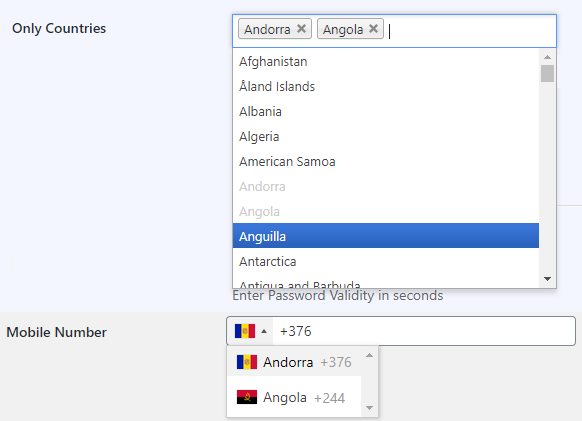 Only Countries
Andorra × Angola ×
Afghanistan
Åland Islands
Albania
Algeria
American Samoa
Andorra
Angola
Anguilla
Antarctica
Antigua and Barbuda
Enter Password Validity in seconds
Mobile Number
+376
Andorra +376
Angola +244